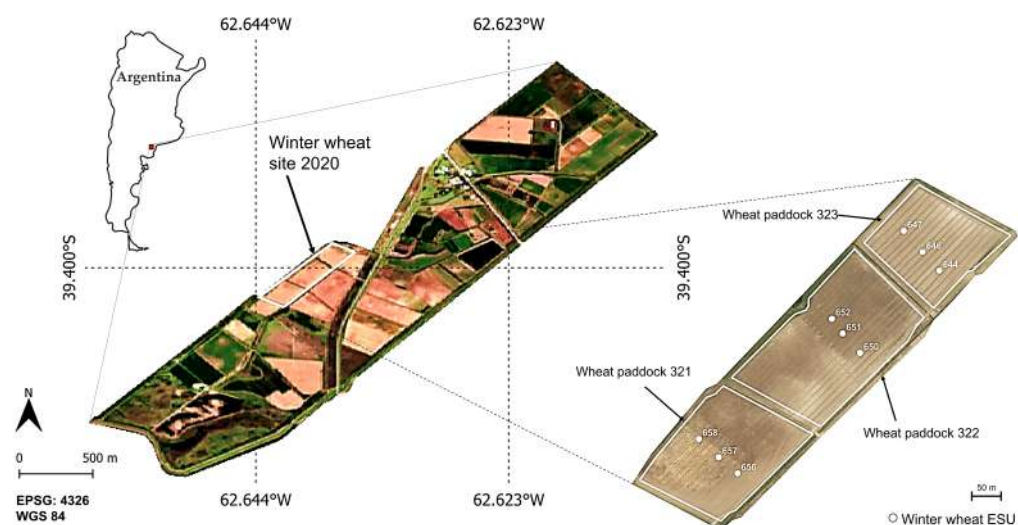 62.644°W
62.623°W
Argentina
Winter wheat
site 2020
39.400°S
39.400°S
Wheat paddock 323
647
646
644
652
651
650
Wheat paddock 321
658
657
656
Wheat paddock 322
N
0 500 m
EPSG: 4326
WGS 84
62.644°W
62.623°W
50 m
Winter wheat ESU